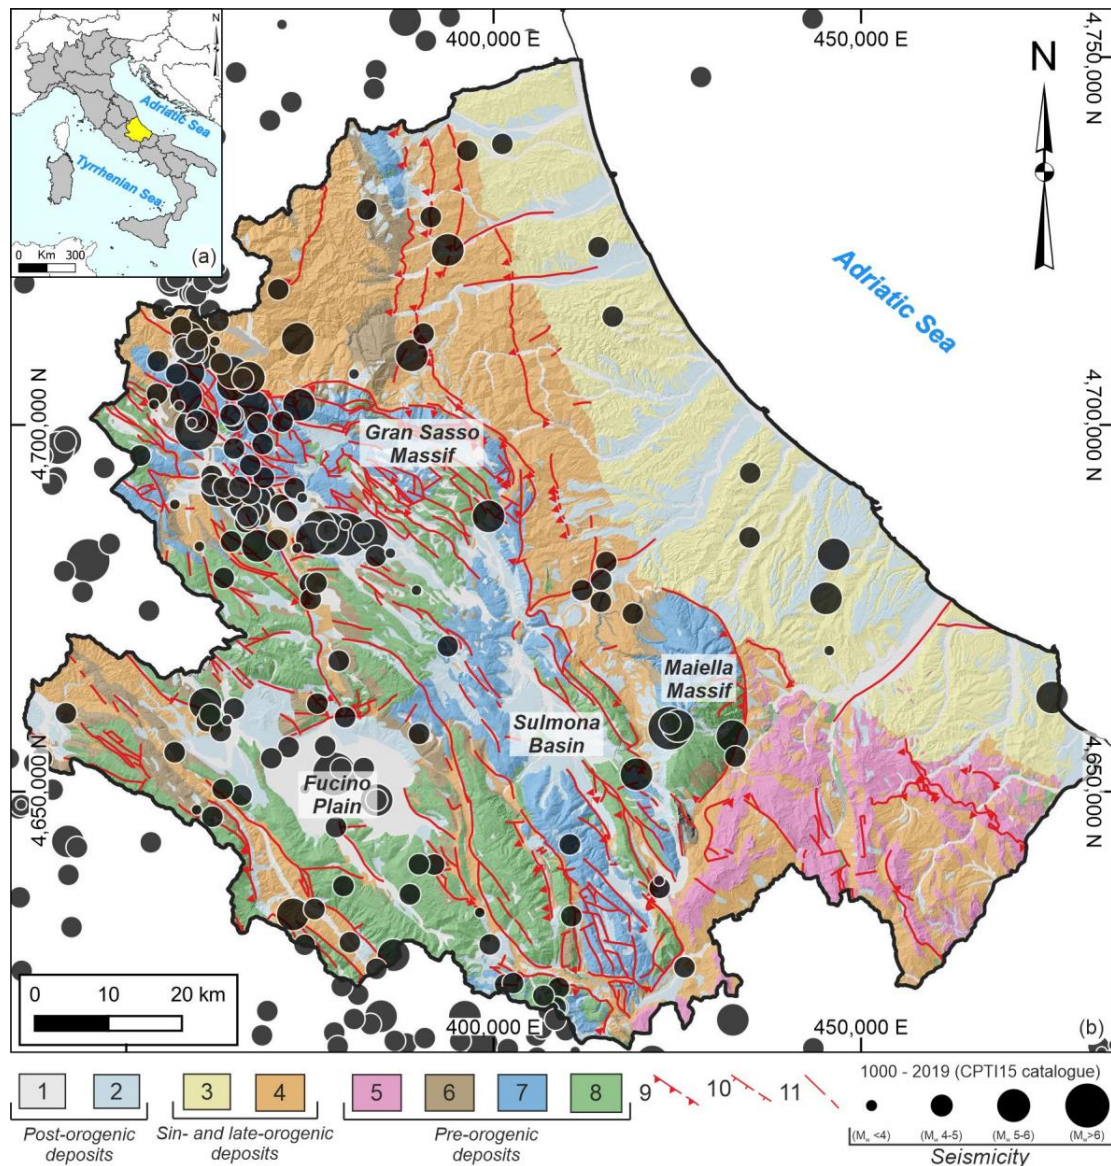 N
Adriatic Sea
Tyrrhenian Sea
0 Km 300
(a)
400,000 E
450,000 E
4,750,000 N
N
Adriatic Sea
4,700,000 N
4,700,000 N
Gran Sasso
Massif
Maiella
Massif
Sulmona
Basin
Fucino
Plain
4,650,000 N
4,650,000 N
0 10 20 km
400,000 E
450,000 E
(b)
1 2 3 4 5 6 7 8 9 10 11
Post-orogenic
deposits
Sin- and late-orogenic
deposits
Pre-orogenic
deposits
1000 - 2019 (CPTI15 catalogue)
(Mw <4) (Mw 4-5) (Mw 5-6) (Mw>6)
Seismicity